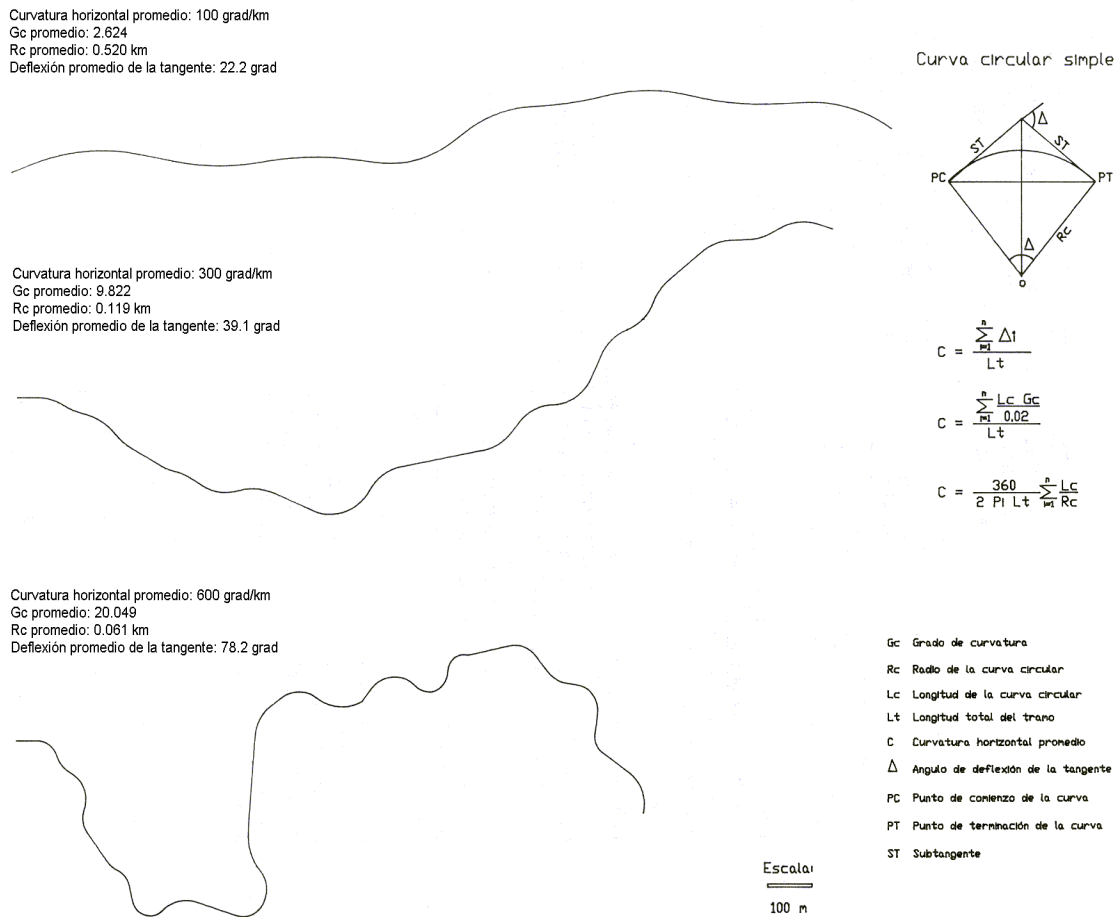 Curvatura horizontal promedio: 100 grad/km
Gc promedio: 2.624
Rc promedio: 0.520 km
Deflexión promedio de la tangente: 22.2 grad
Curva circular simple
Δ
ST
ST
PC
PT
Δ
Rc
O
Curvatura horizontal promedio: 300 grad/km
Gc promedio: 9.822
Rc promedio: 0.119 km
Deflexión promedio de la tangente: 39.1 grad
n
C = ∑ Δi
i=1
Lt
n
C = ∑ Lc Gc
i=1 0.02
Lt
C = 360 n Lc
2 Pi Lt ∑ Rc
i=1
Curvatura horizontal promedio: 600 grad/km
Gc promedio: 20.049
Rc promedio: 0.061 km
Deflexión promedio de la tangente: 78.2 grad
Gc Grado de curvatura
Rc Radio de la curva circular
Lc Longitud de la curva circular
Lt Longitud total del tramo
C Curvatura horizontal promedio
Δ Angulo de deflexión de la tangente
PC Punto de comienzo de la curva
PT Punto de terminación de la curva
ST Subtangente
Escala:
100 m